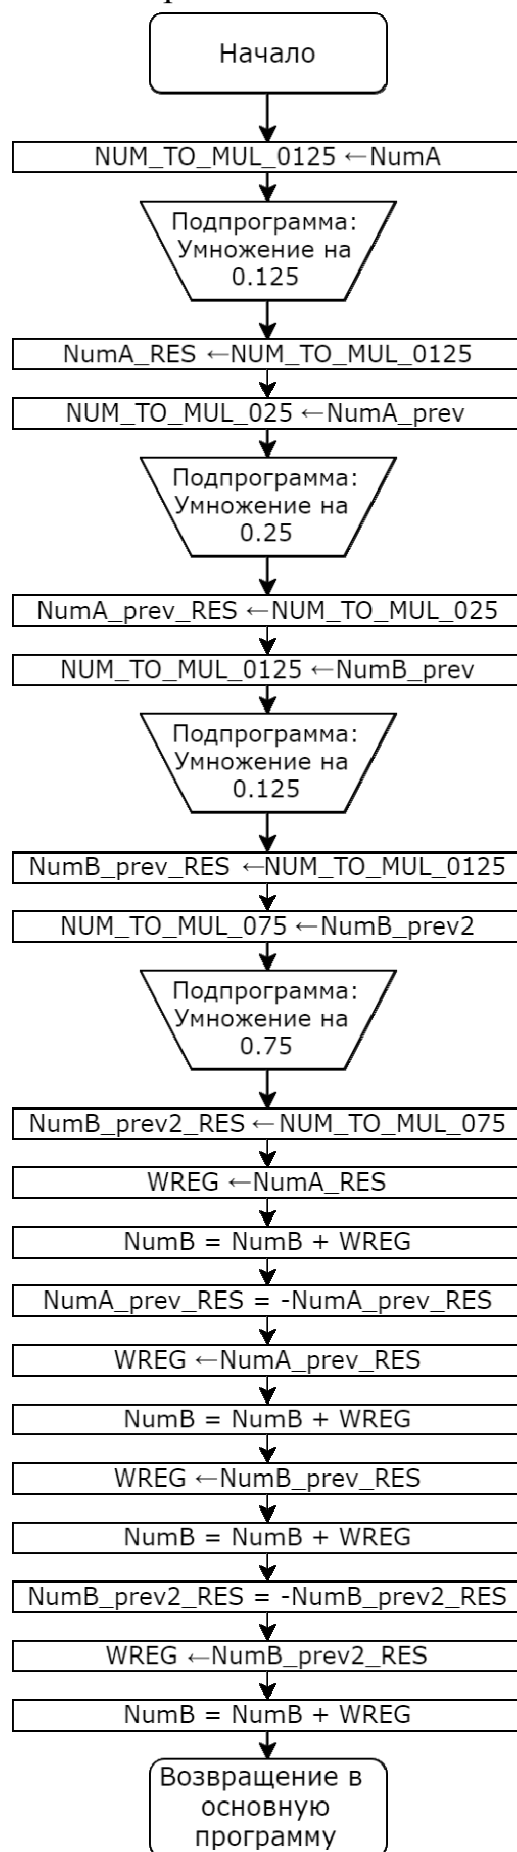 Начало
NUM_TO_MUL_0125 ←NumA
Подпрограмма:
Умножение на
0.125
NumA_RES ←NUM_TO_MUL_0125
NUM_TO_MUL_025 ←NumA_prev
Подпрограмма:
Умножение на
0.25
NumA_prev_RES ←NUM_TO_MUL_025
NUM_TO_MUL_0125 ←NumB_prev
Подпрограмма:
Умножение на
0.125
NumB_prev_RES ←NUM_TO_MUL_0125
NUM_TO_MUL_075 ←NumB_prev2
Подпрограмма:
Умножение на
0.75
NumB_prev2_RES ←NUM_TO_MUL_075
WREG ←NumA_RES
NumB = NumB + WREG
NumA_prev_RES = -NumA_prev_RES
WREG ←NumA_prev_RES
NumB = NumB + WREG
WREG ←NumB_prev_RES
NumB = NumB + WREG
NumB_prev2_RES = -NumB_prev2_RES
WREG ←NumB_prev2_RES
NumB = NumB + WREG
Возвращение в
основную
программу